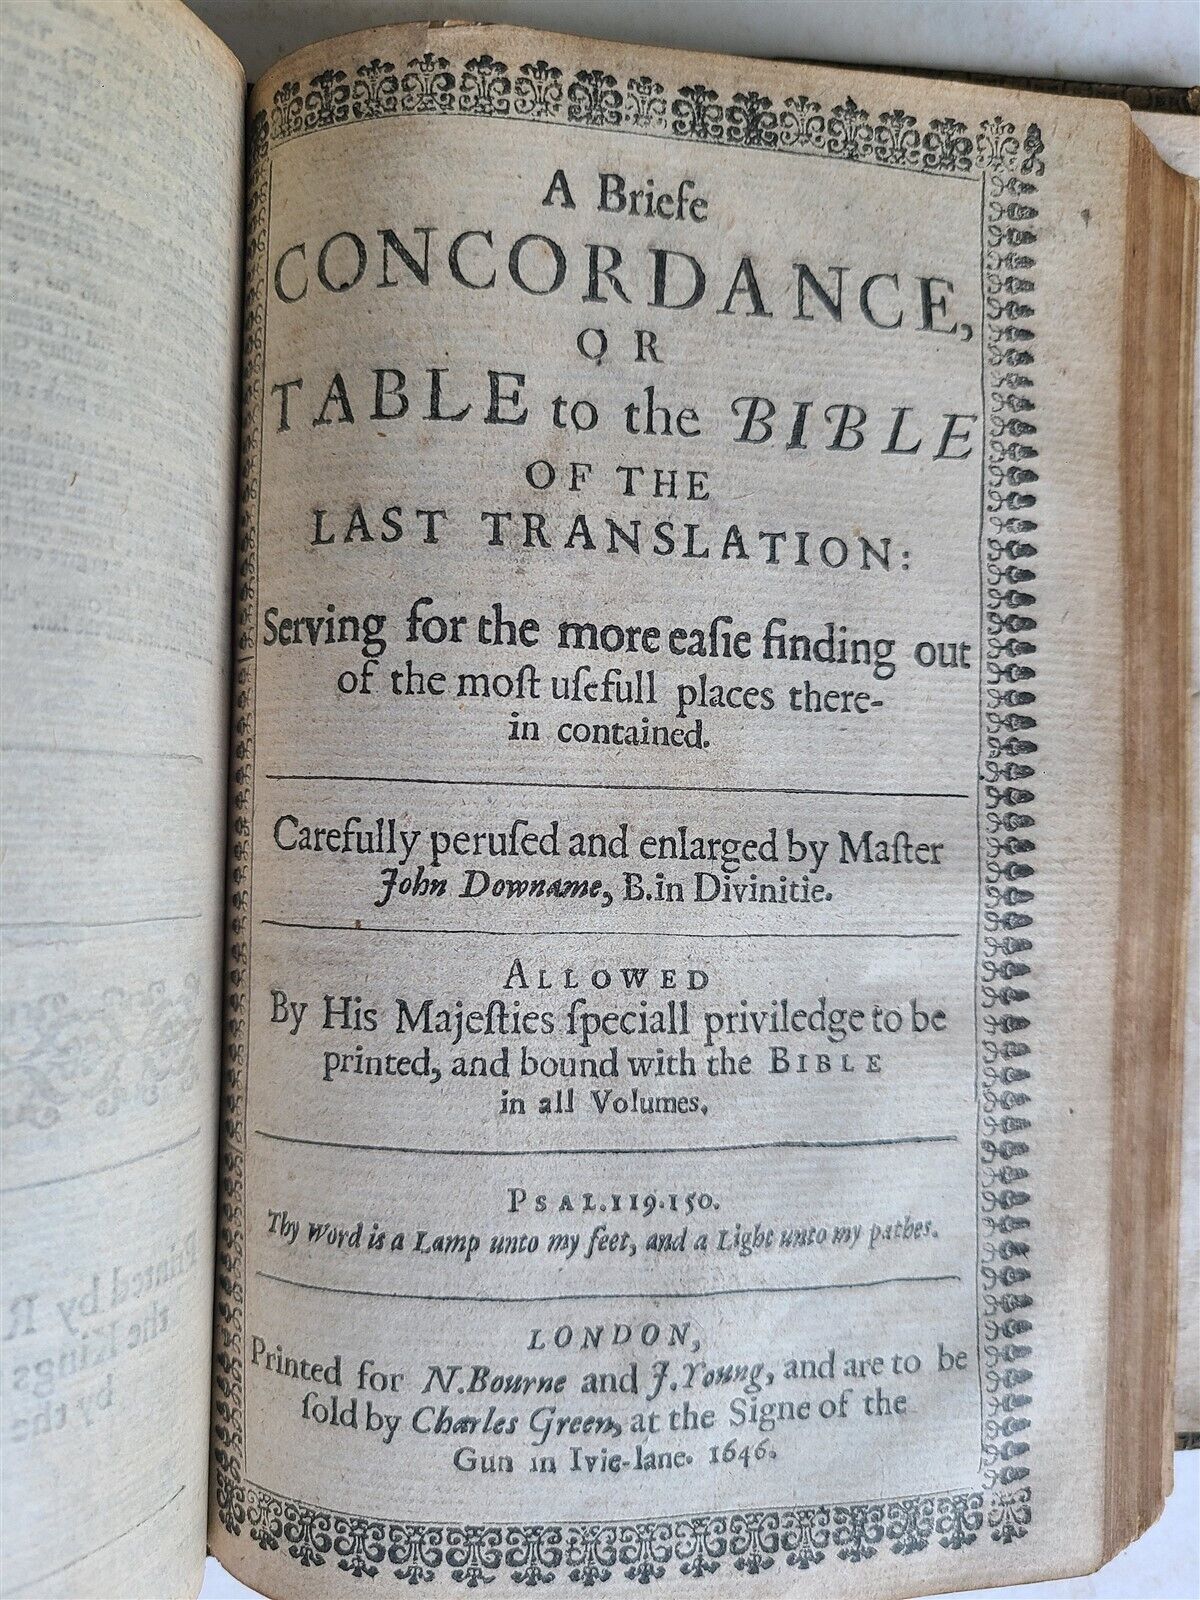 A Briefe
CONCORDANCE,
OR
TABLE to the BIBLE
OF THE
LAST TRANSLATION:
Serving for the more eaſie finding out
of the moſt uſefull places there-
in contained.
Carefully peruſed and enlarged by Maſter
John Downame, B. in Divinitie.
ALLOWED
By His Majeſties ſpeciall priviledge to be
printed, and bound with the BIBLE
in all Volumes.
PSAL. 119. 150.
Thy Word is a Lamp unto my feet, and a Light unto my pathes.
LONDON,
Printed for N. Bourne and J. Young, and are to be
ſold by Charles Green, at the Signe of the
Gun in Ivie-lane. 1646.